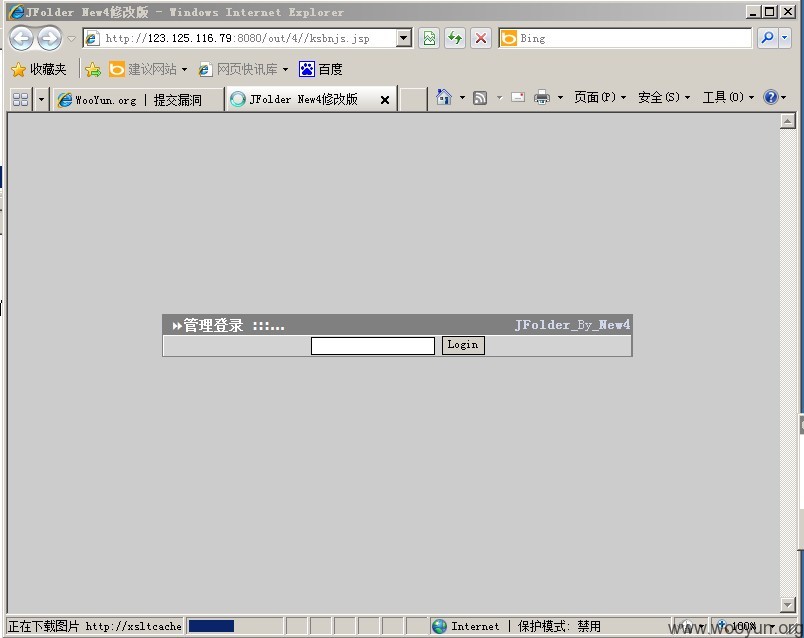 JFolder New4修改版 - Windows Internet Explorer
http://123.125.116.79:8080/out/4//ksbnjs.jsp
Bing
收藏夹 建议网站 网页快讯库 百度
WooYun.org | 提交漏洞 JFolder New4修改版 页面(P) 安全(S) 工具(O)
管理登录 :::... JFolder_By_New4
Login
正在下载图片 http://xsltcache Internet | 保护模式: 禁用 100%
www.wooyun.org